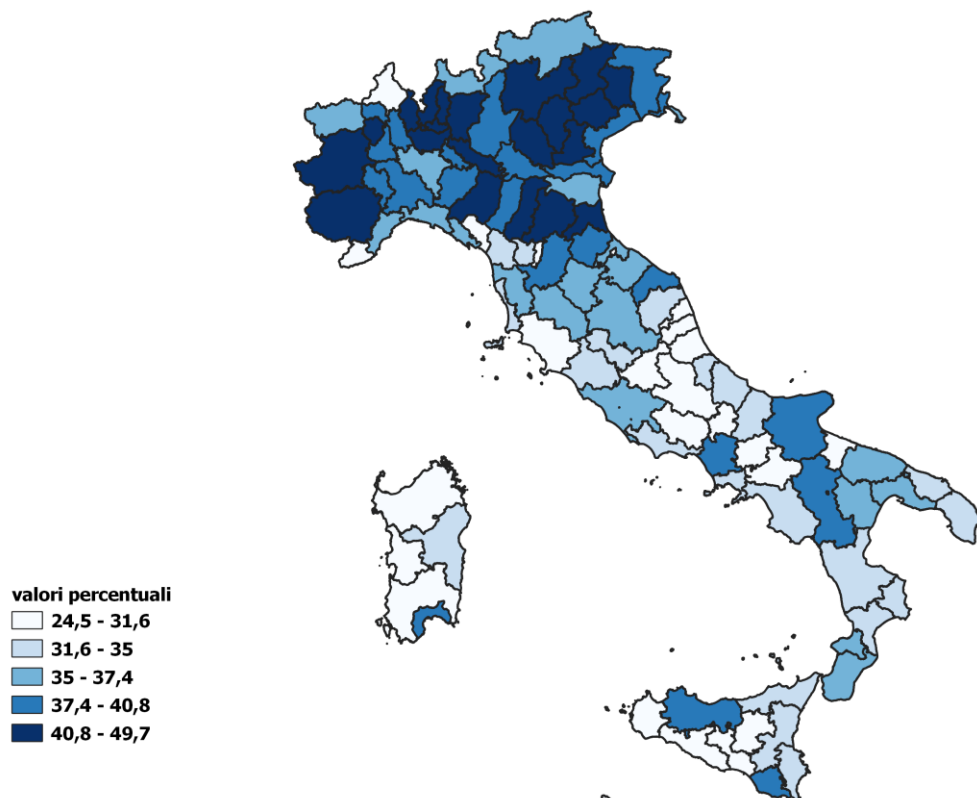 valori percentuali
24,5 - 31,6
31,6 - 35
35 - 37,4
37,4 - 40,8
40,8 - 49,7